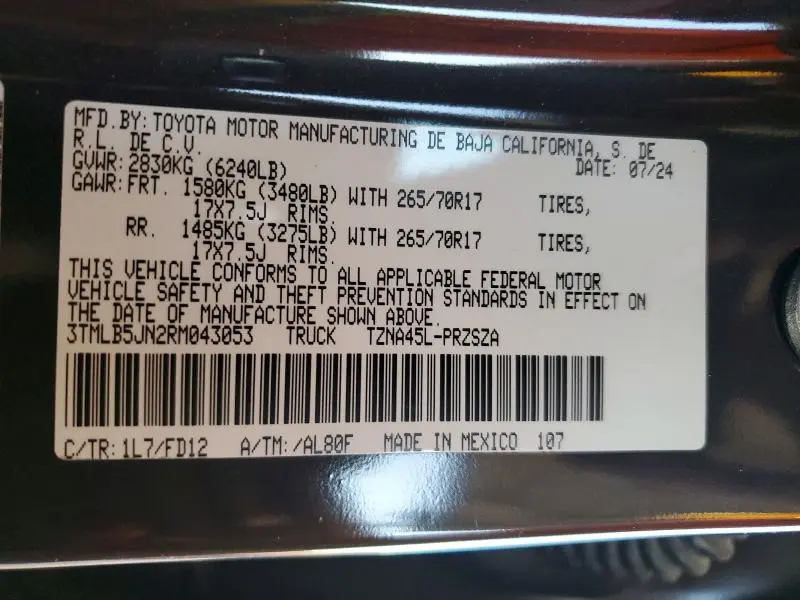 MFD.BY: TOYOTA MOTOR MANUFACTURING DE BAJA CALIFORNIA, S. DE
R.L. DE C.V.
GVWR: 2830KG (6240LB) DATE: 07/24
GAWR: FRT. 1580KG (3480LB) WITH 265/70R17 TIRES,
17X7.5J RIMS.
RR. 1485KG (3275LB) WITH 265/70R17 TIRES,
17X7.5J RIMS.
THIS VEHICLE CONFORMS TO ALL APPLICABLE FEDERAL MOTOR
VEHICLE SAFETY AND THEFT PREVENTION STANDARDS IN EFFECT ON
THE DATE OF MANUFACTURE SHOWN ABOVE.
3TMLB5JN2RM043053 TRUCK TZNA45L-PRZSZA
C/TR: 1L7/FD12 A/TM: /AL80F MADE IN MEXICO 107